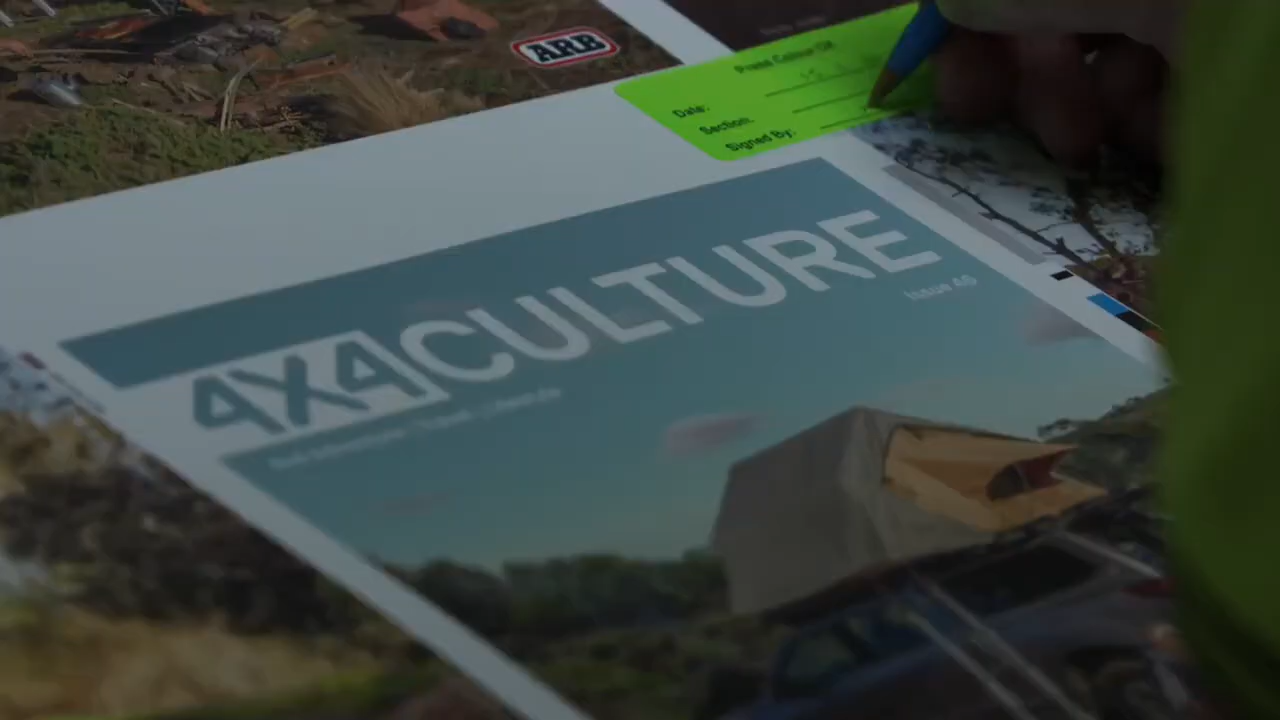 ARB
Press Colour OK
Date:
Section:
Signed By:
4X4CULTURE
Issue 40